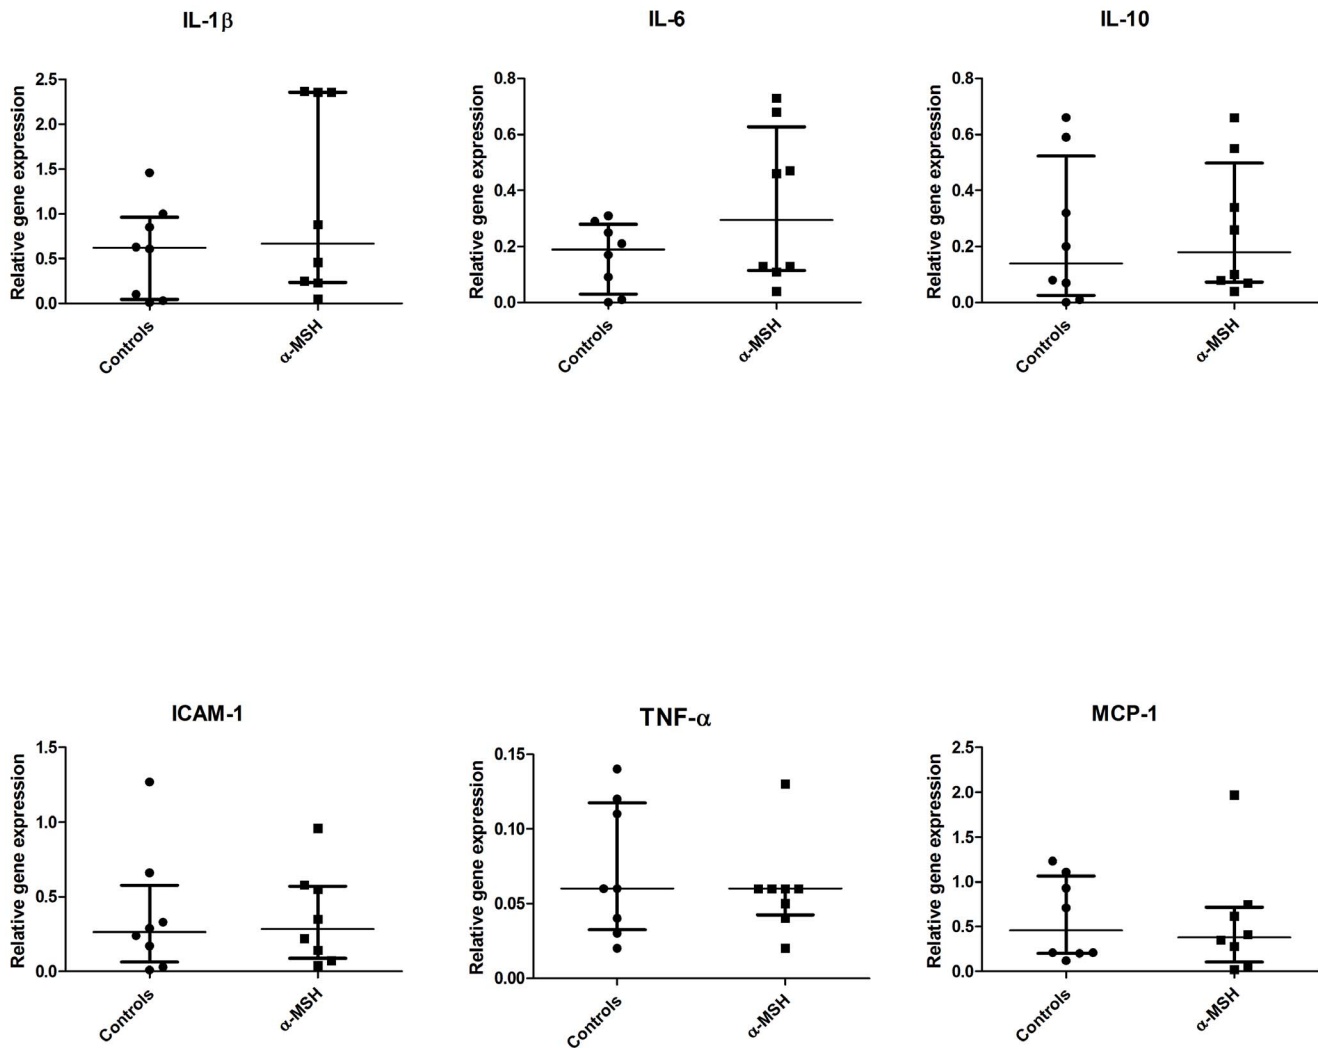 IL-1β
Relative gene expression
2.5
2.0
1.5
1.0
0.5
0.0
Controls
α-MSH
IL-6
Relative gene expression
0.8
0.6
0.4
0.2
0.0
Controls
α-MSH
IL-10
Relative gene expression
0.8
0.6
0.4
0.2
0.0
Controls
α-MSH
ICAM-1
Relative gene expression
1.5
1.0
0.5
0.0
Controls
α-MSH
TNF-α
Relative gene expression
0.15
0.10
0.05
0.00
Controls
α-MSH
MCP-1
Relative gene expression
2.5
2.0
1.5
1.0
0.5
0.0
Controls
α-MSH